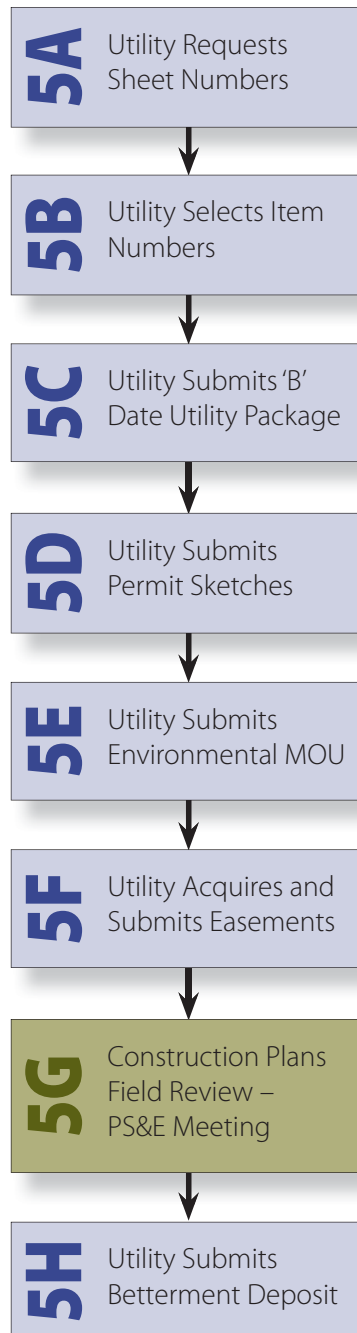 5A
Utility Requests
Sheet Numbers
5B
Utility Selects Item
Numbers
5C
Utility Submits ‘B’
Date Utility Package
5D
Utility Submits
Permit Sketches
5E
Utility Submits
Environmental MOU
5F
Utility Acquires and
Submits Easements
5G
Construction Plans
Field Review –
PS&E Meeting
5H
Utility Submits
Betterment Deposit